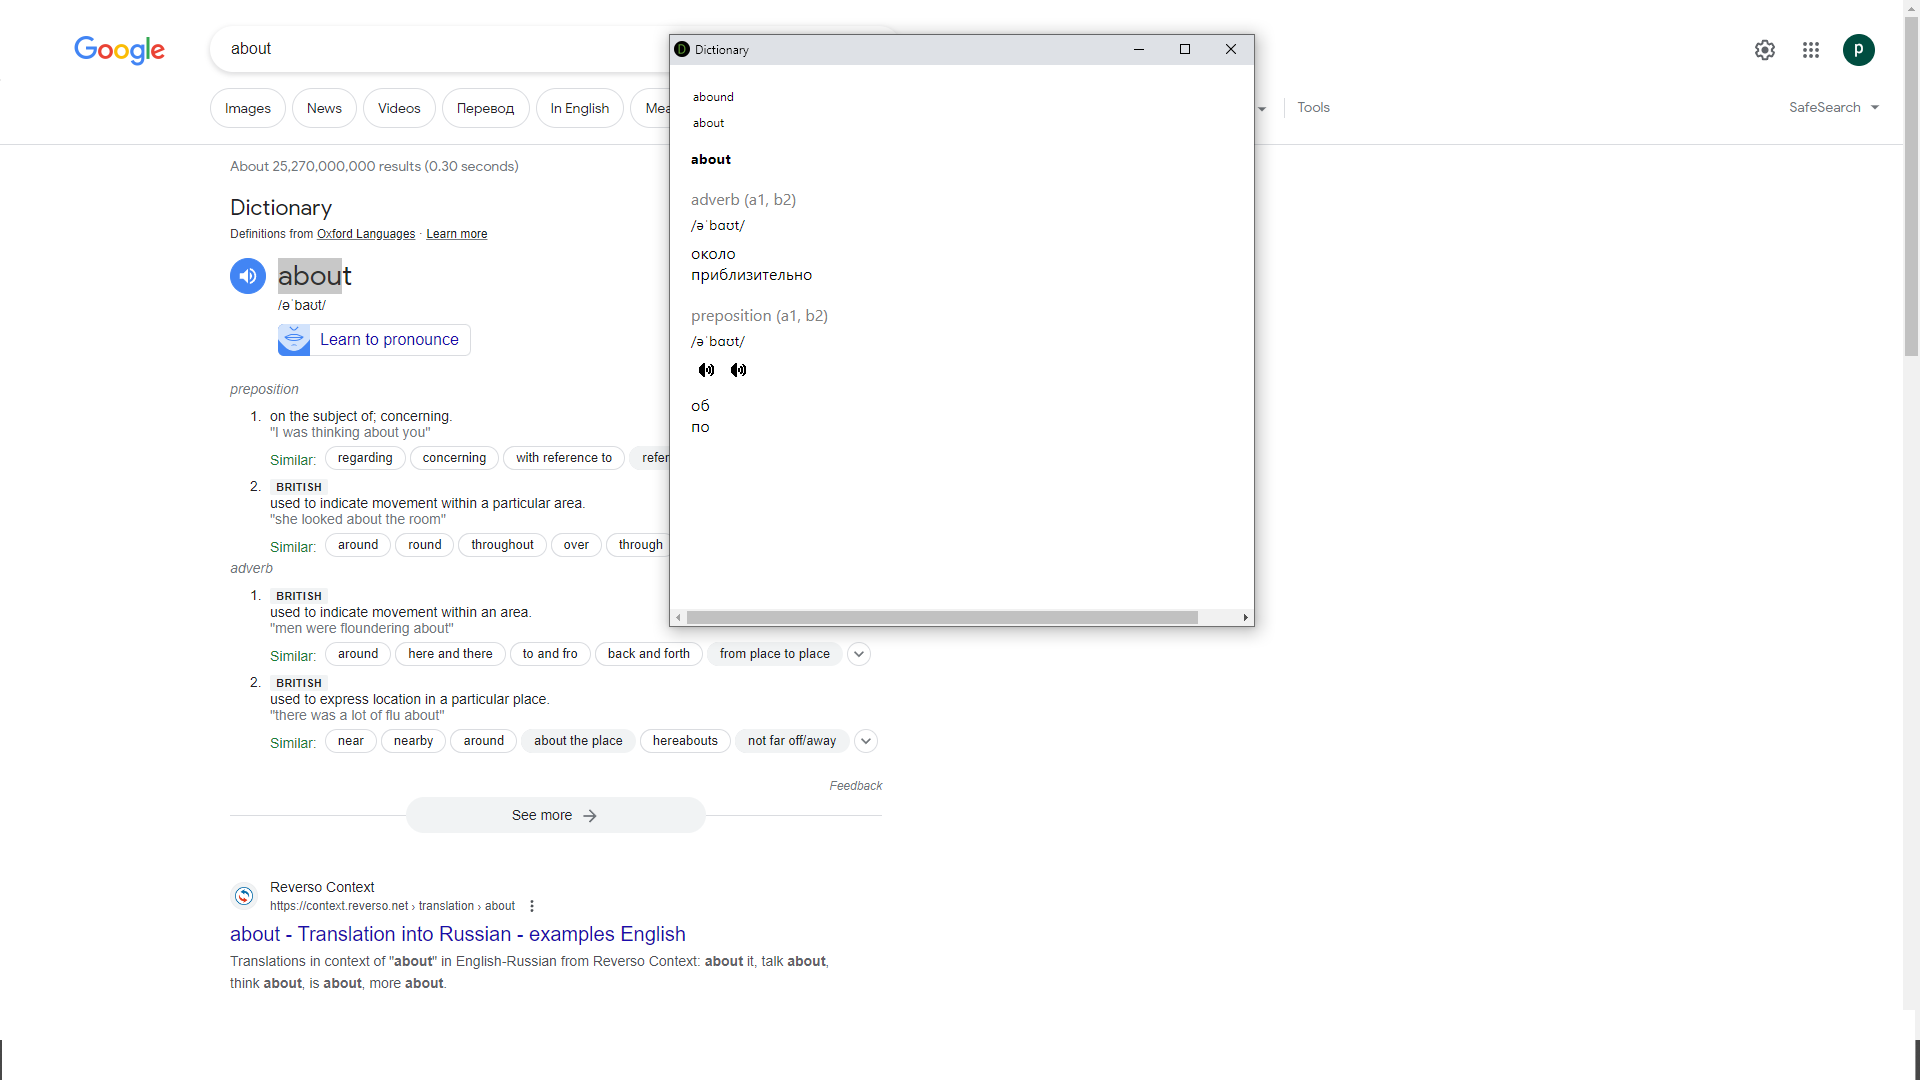 Google
about
Images
News
Videos
Перевод
In English
Mea
Tools
SafeSearch
p
About 25,270,000,000 results (0.30 seconds)
Dictionary
Definitions from Oxford Languages · Learn more
about
/əˈbaʊt/
Learn to pronounce
preposition
1. on the subject of; concerning.
"I was thinking about you"
Similar: regarding concerning with reference to refer
2. BRITISH
used to indicate movement within a particular area.
"she looked about the room"
Similar: around round throughout over through
adverb
1. BRITISH
used to indicate movement within an area.
"men were floundering about"
Similar: around here and there to and fro back and forth from place to place
2. BRITISH
used to express location in a particular place.
"there was a lot of flu about"
Similar: near nearby around about the place hereabouts not far off/away
Feedback
See more
Reverso Context
https://context.reverso.net › translation › about
about - Translation into Russian - examples English
Translations in context of "about" in English-Russian from Reverso Context: about it, talk about,
think about, is about, more about.
D Dictionary
abound
about
about
adverb (a1, b2)
/əˈbaʊt/
около
приблизительно
preposition (a1, b2)
/əˈbaʊt/
об
по